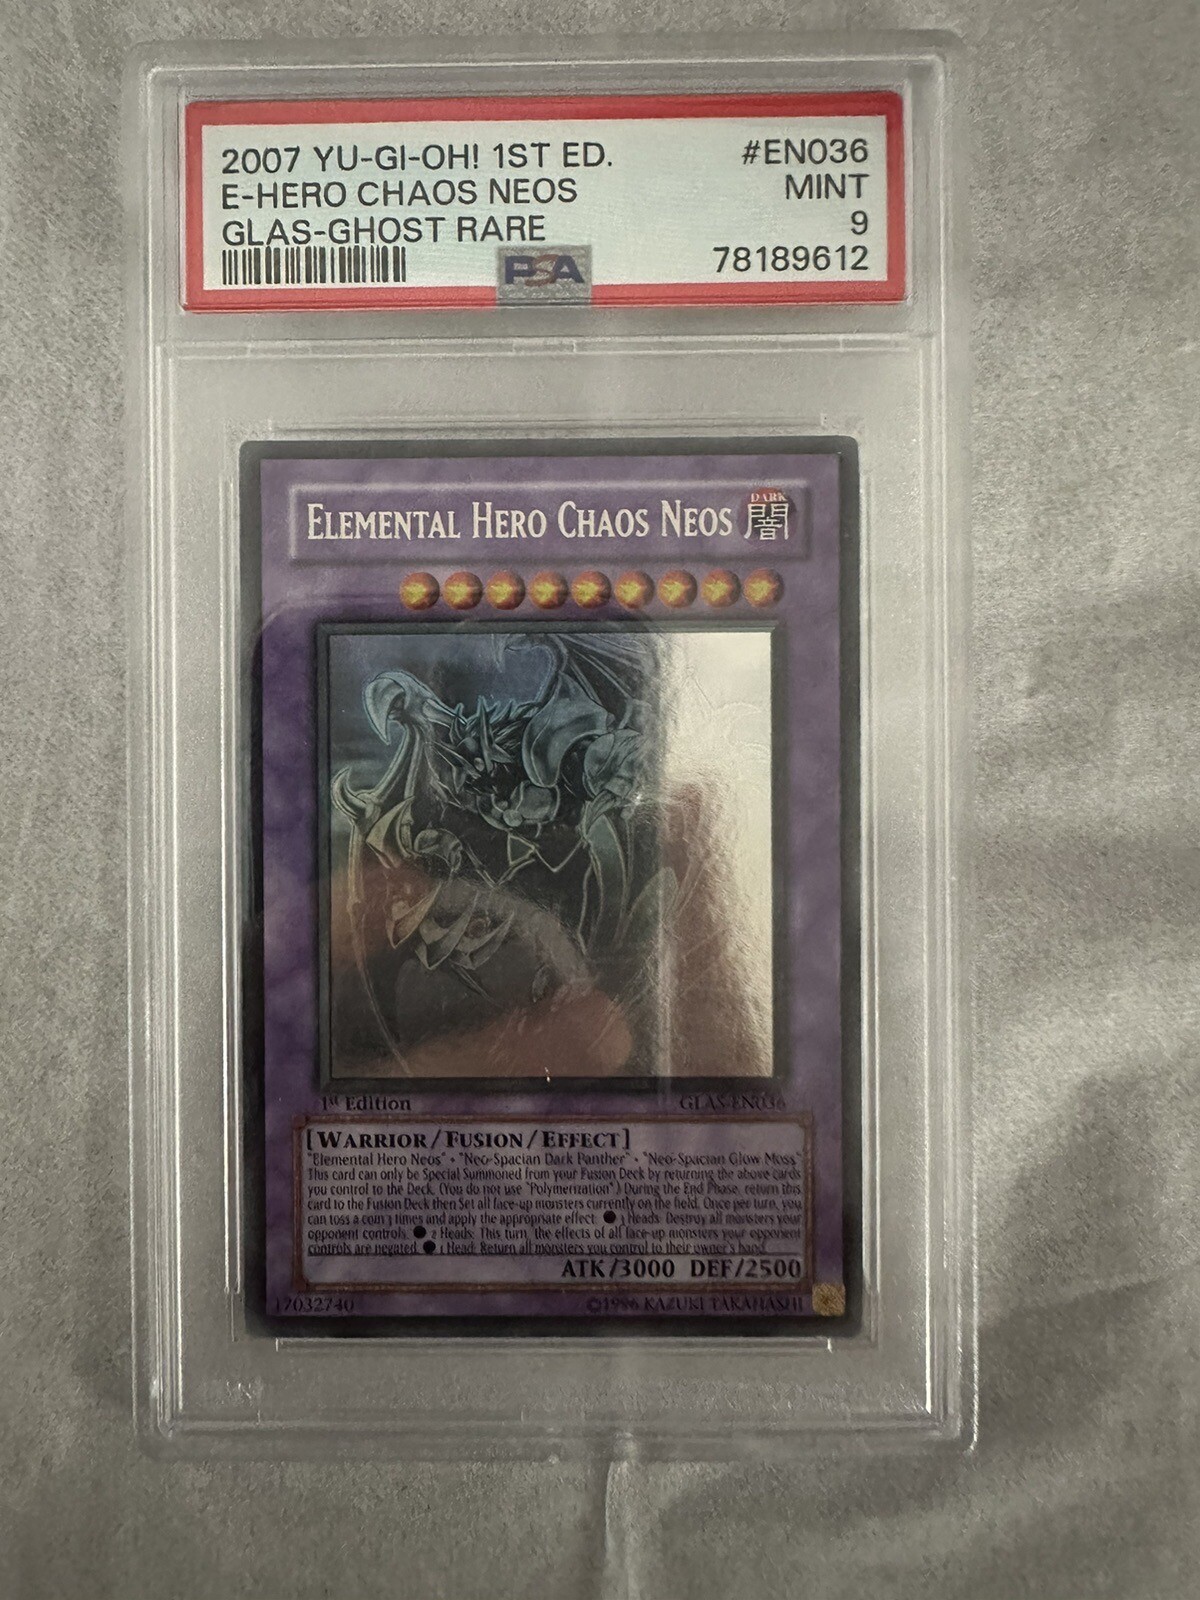 2007 YU-GI-OH! 1ST ED. #EN036
E-HERO CHAOS NEOS MINT
GLAS-GHOST RARE 9
PSA 78189612
ELEMENTAL HERO CHAOS NEOS DARK 闇
1st Edition GLAS-EN036
[WARRIOR/FUSION/EFFECT]
"Elemental Hero Neos" • "Neo-Spacian Dark Panther" • "Neo-Spacian Glow Moss"
This card can only be Special Summoned from your Fusion Deck by returning the above cards
you control to the Deck. (You do not use "Polymerization".) During the End Phase, return this
card to the Fusion Deck then Set all face-up monsters currently on the field. Once per turn, you
can toss a coin 3 times and apply the appropriate effect: ● 3 Heads: Destroy all monsters your
opponent controls. ● 2 Heads: This turn, the effects of all face-up monsters your opponent
controls are negated. ● 1 Head: Return all monsters you control to their owner's hand.
ATK/3000 DEF/2500
17032740 ©1996 KAZUKI TAKAHASHI